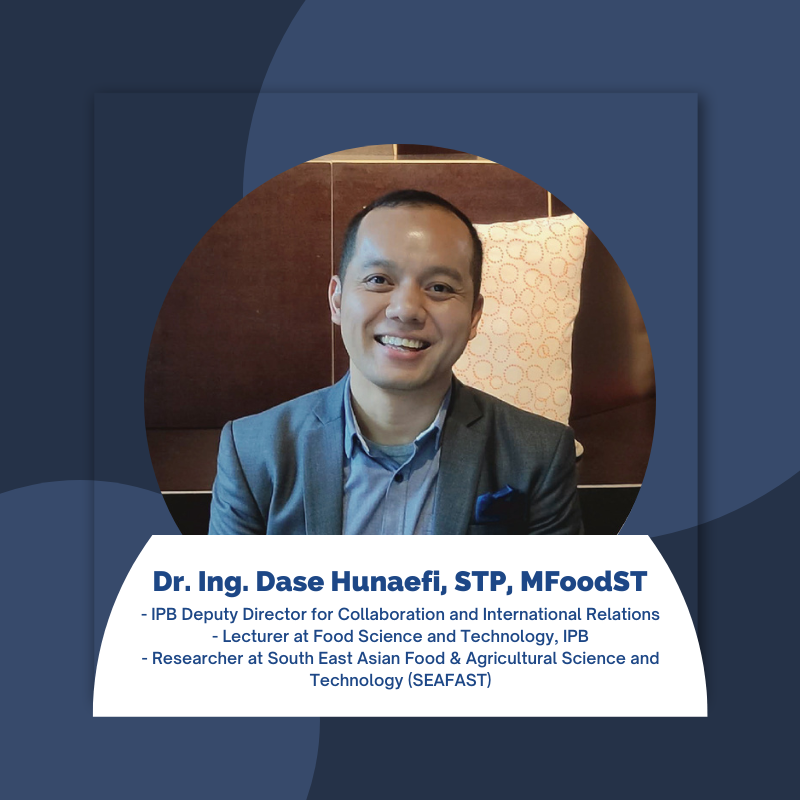 Dr. Ing. Dase Hunaefi, STP, MFoodST
- IPB Deputy Director for Collaboration and International Relations
- Lecturer at Food Science and Technology, IPB
- Researcher at South East Asian Food & Agricultural Science and
Technology (SEAFAST)